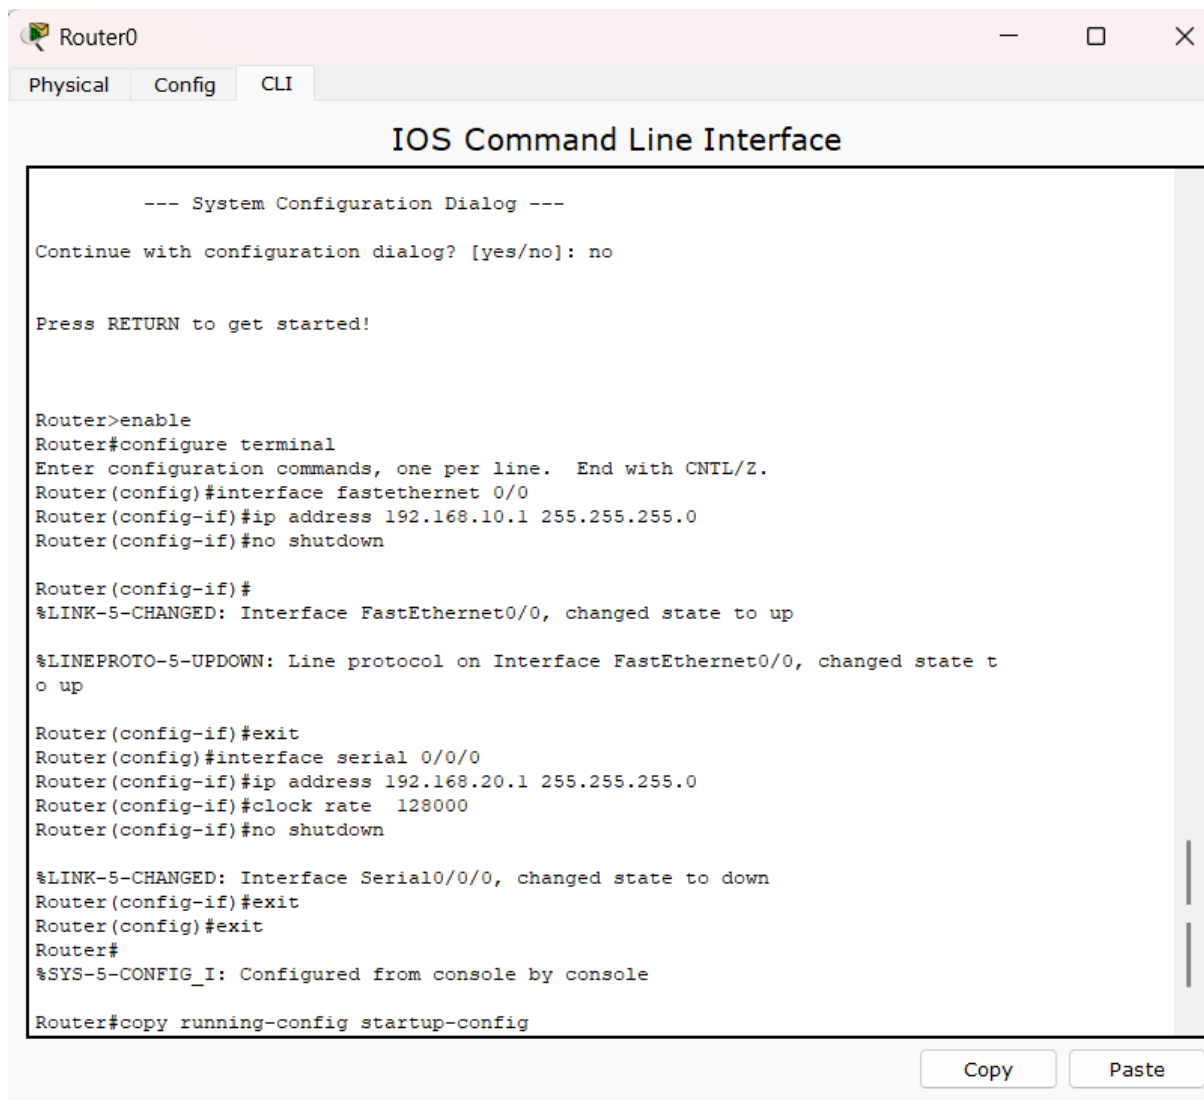 Router0
Physical Config CLI
IOS Command Line Interface
--- System Configuration Dialog ---
Continue with configuration dialog? [yes/no]: no
Press RETURN to get started!
Router>enable
Router#configure terminal
Enter configuration commands, one per line.  End with CNTL/Z.
Router(config)#interface fastethernet 0/0
Router(config-if)#ip address 192.168.10.1 255.255.255.0
Router(config-if)#no shutdown
Router(config-if)#
%LINK-5-CHANGED: Interface FastEthernet0/0, changed state to up
%LINEPROTO-5-UPDOWN: Line protocol on Interface FastEthernet0/0, changed state t
o up
Router(config-if)#exit
Router(config)#interface serial 0/0/0
Router(config-if)#ip address 192.168.20.1 255.255.255.0
Router(config-if)#clock rate  128000
Router(config-if)#no shutdown
%LINK-5-CHANGED: Interface Serial0/0/0, changed state to down
Router(config-if)#exit
Router(config)#exit
Router#
%SYS-5-CONFIG_I: Configured from console by console
Router#copy running-config startup-config
Copy Paste